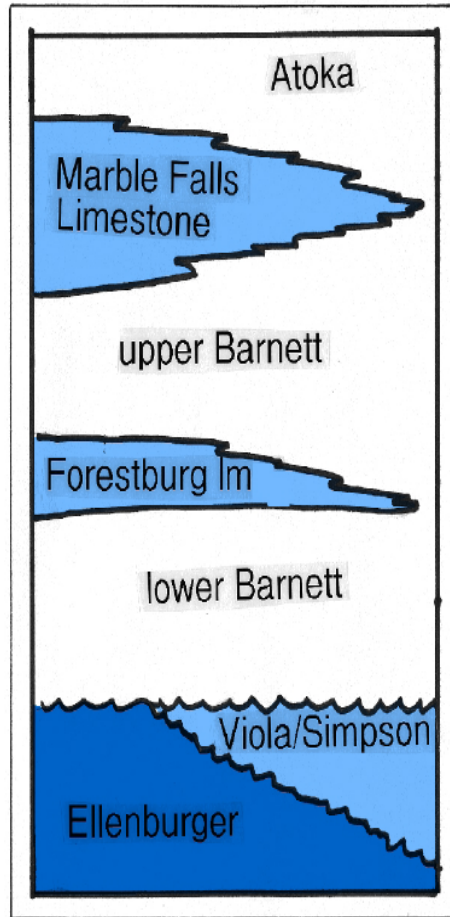 Atoka
Marble Falls
Limestone
upper Barnett
Forestburg lm
lower Barnett
Viola/Simpson
Ellenburger